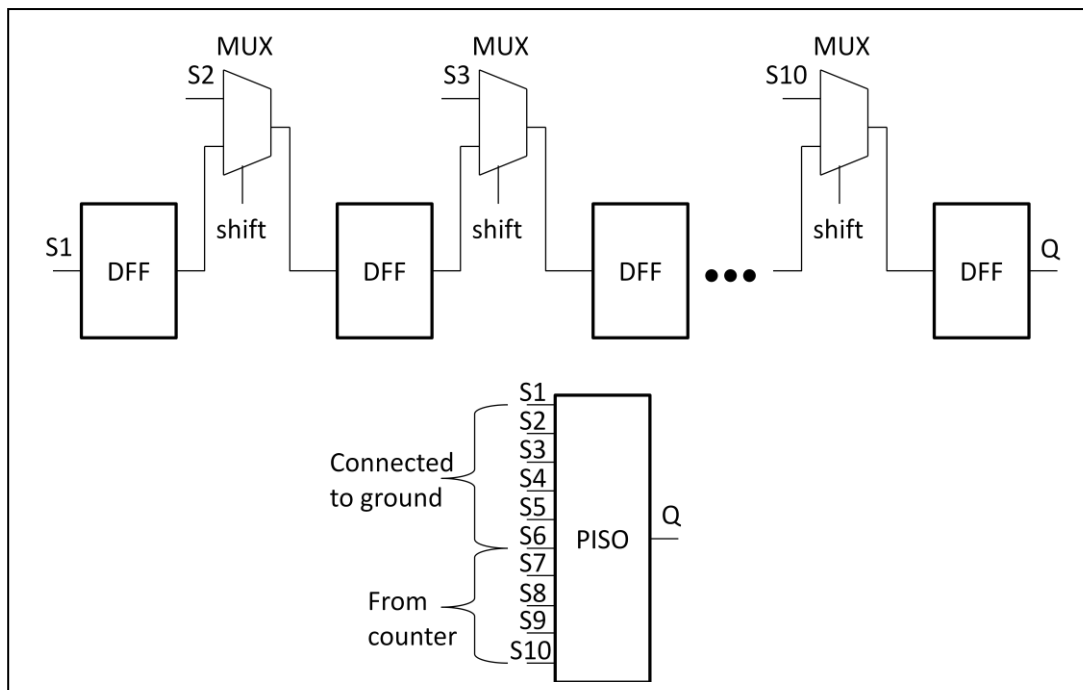 MUX
MUX
MUX
S2
S3
S10
shift
shift
shift
S1
DFF
DFF
DFF
DFF
Q
S1
S2
S3
Connected
to ground
S4
S5
S6
PISO
Q
S7
From
counter
S8
S9
S10